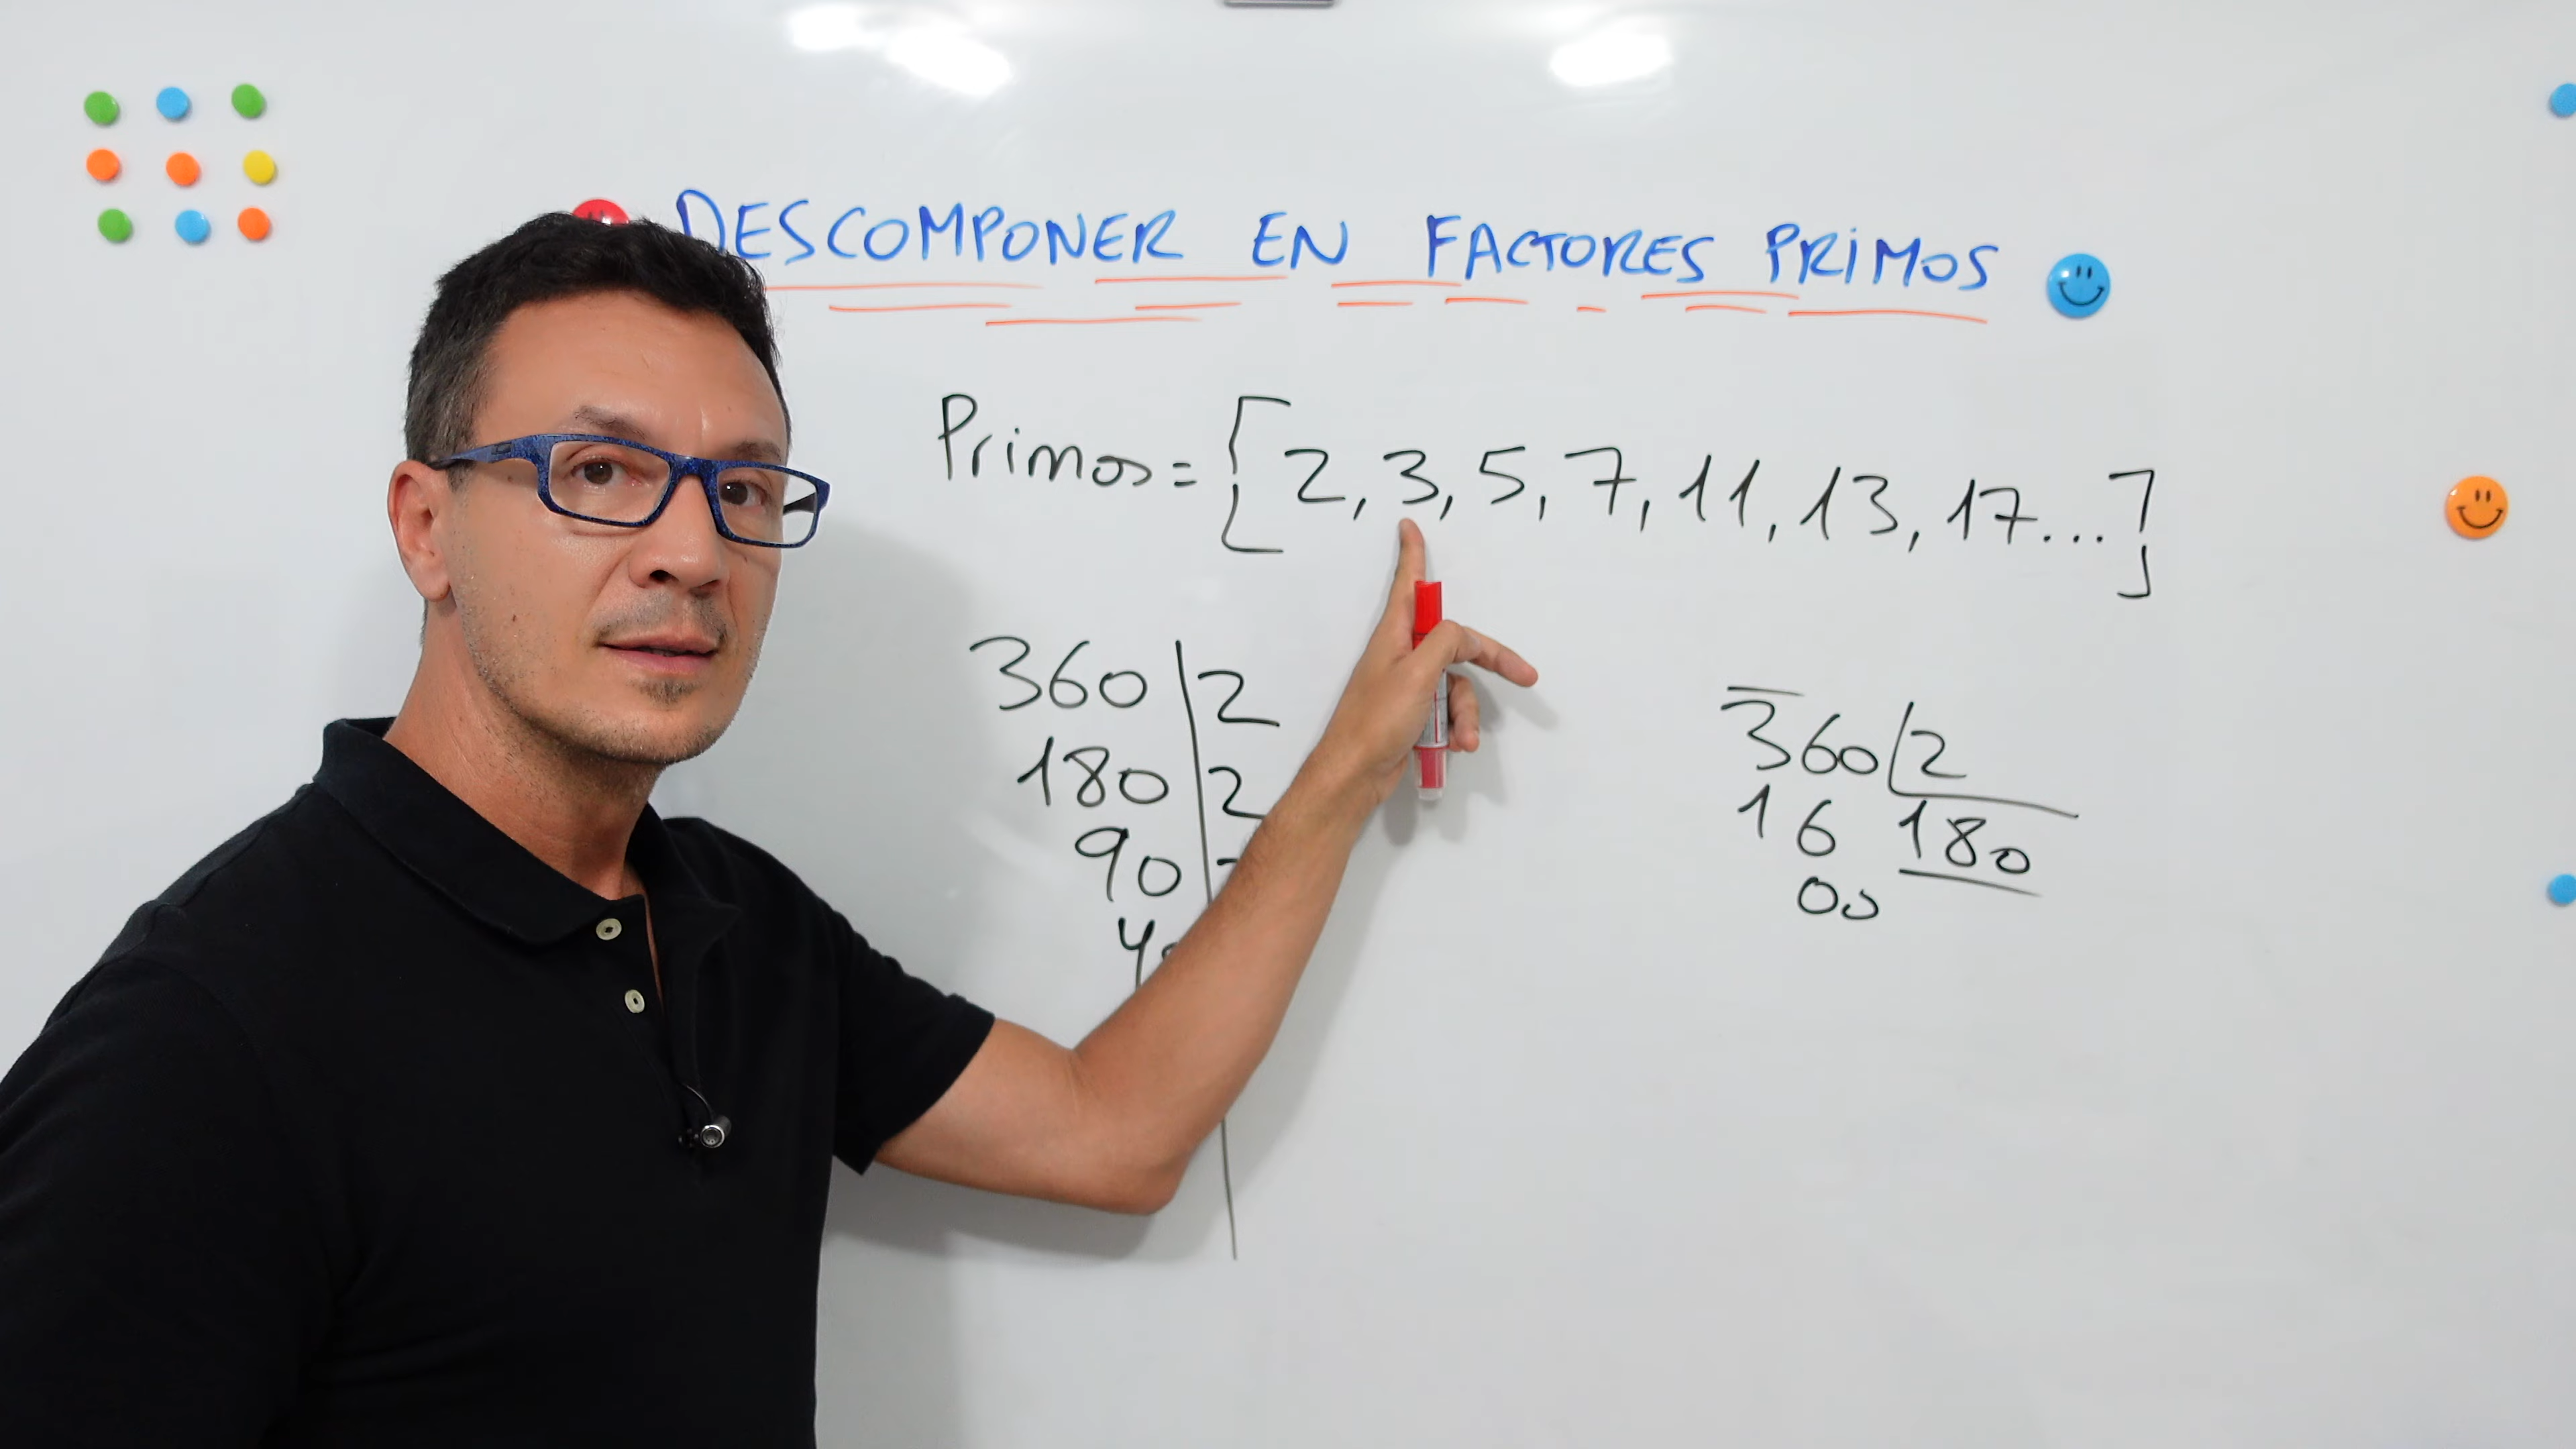 DESCOMPONER EN FACTORES PRIMOS
Primos = [2, 3, 5, 7, 11, 13, 17...]
360 | 2
180 | 2
90 |
360 | 2
16 180
00